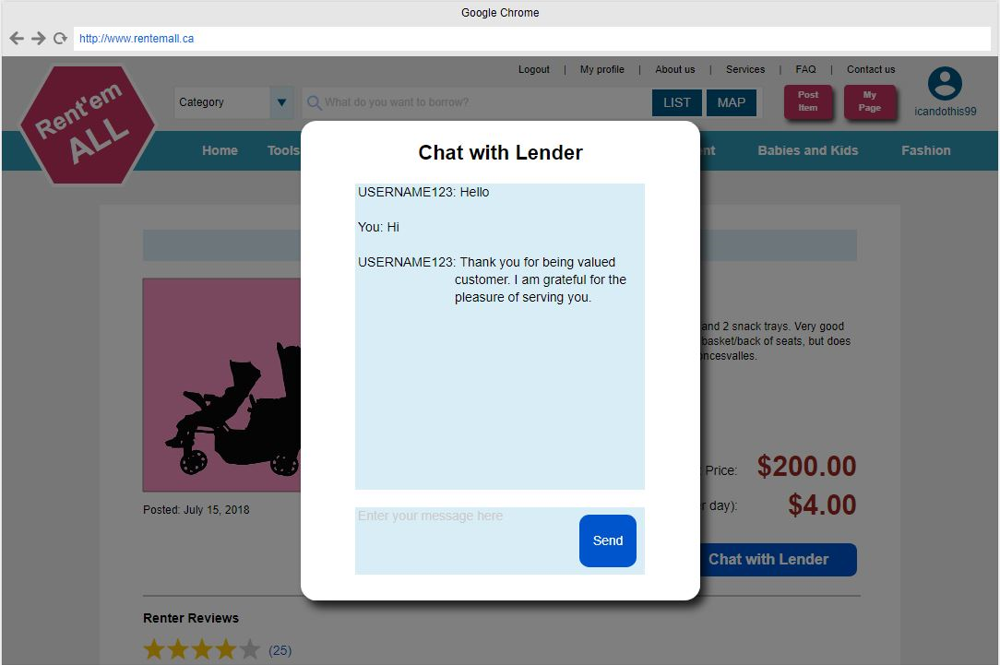 Google Chrome
http://www.rentemall.ca
Logout | My profile | About us | Services | FAQ | Contact us
Rent'em
ALL
Category
What do you want to borrow?
LIST
MAP
Post
Item
My
Page
icandothis99
Home
Tools
Babies and Kids
Fashion
Chat with Lender
USERNAME123: Hello
You: Hi
USERNAME123: Thank you for being valued
customer. I am grateful for the
pleasure of serving you.
and 2 snack trays. Very good
basket/back of seats, but does
oncesvalles.
Price: $200.00
day): $4.00
Posted: July 15, 2018
Enter your message here
Send
Chat with Lender
Renter Reviews
(25)